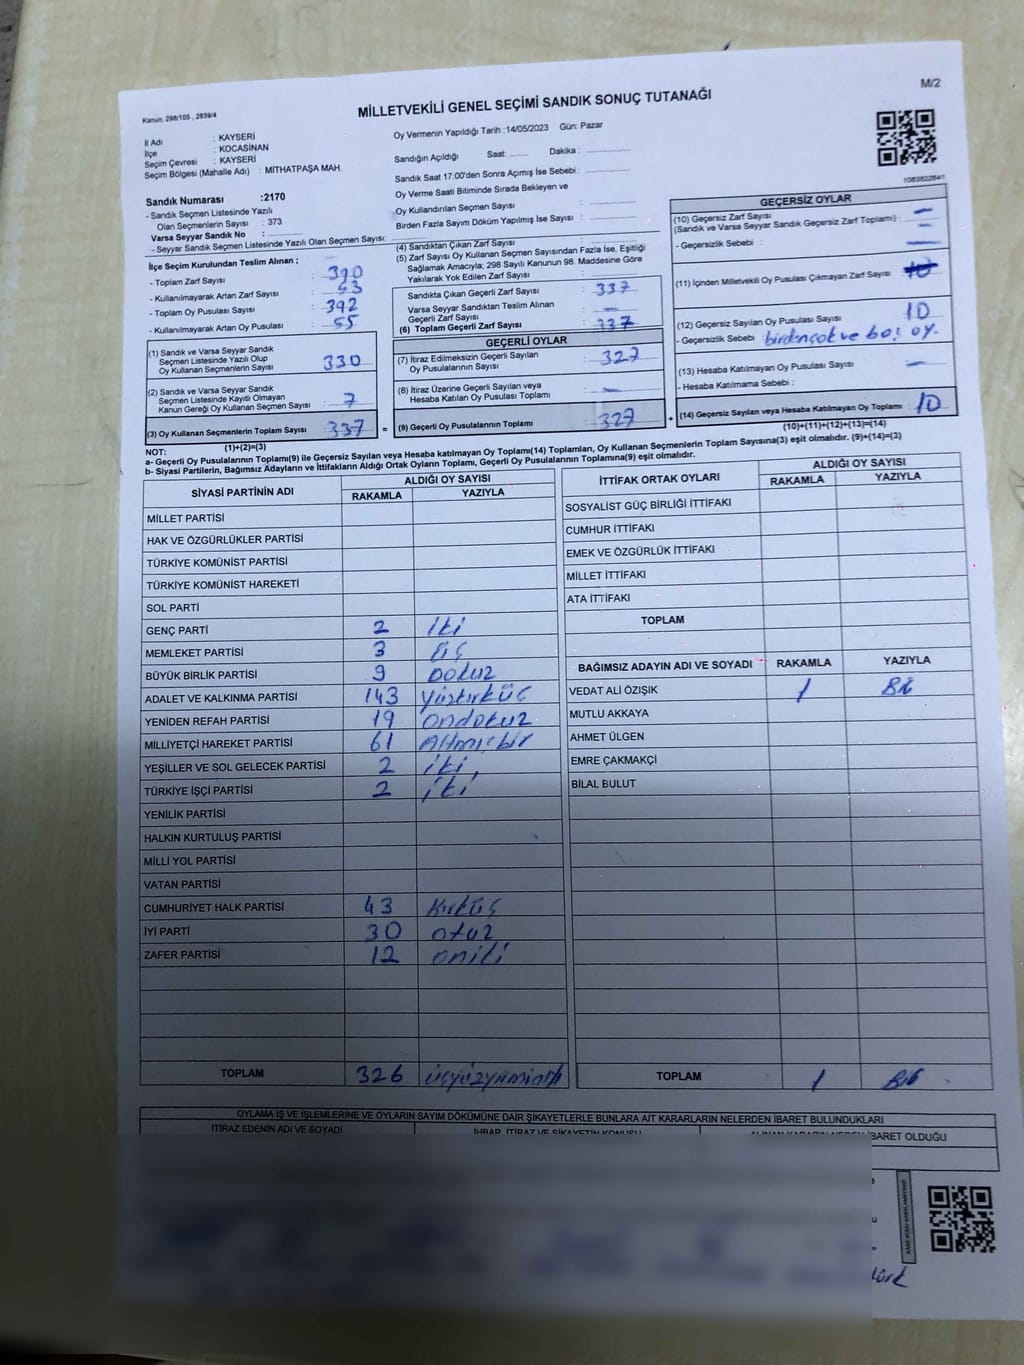 M/2
Kanun: 298/105 , 2839/4
MİLLETVEKİLİ GENEL SEÇİMİ SANDIK SONUÇ TUTANAĞI
İl Adı : KAYSERİ
İlçe : KOCASİNAN
Seçim Çevresi : KAYSERİ
Seçim Bölgesi (Mahalle Adı) : MİTHATPAŞA MAH.
Oy Vermenin Yapıldığı Tarih :14/05/2023 Gün: Pazar
Sandığın Açıldığı Saat: Dakika :
Sandık Saat 17:00'den Sonra Açımış İse Sebebi :
Oy Verme Saati Bitiminde Sırada Bekleyen ve
Oy Kullandırılan Seçmen Sayısı :
Birden Fazla Sayım Döküm Yapılmış İse Sayısı :
Sandık Numarası :2170
- Sandık Seçmen Listesinde Yazılı
Olan Seçmenlerin Sayısı : 373
Varsa Seyyar Sandık No :
- Seyyar Sandık Seçmen Listesinde Yazılı Olan Seçmen Sayısı:
İlçe Seçim Kurulundan Teslim Alınan ;
- Toplam Zarf Sayısı : 390
- Kullanılmayarak Artan Zarf Sayısı : 53
- Toplam Oy Pusulası Sayısı : 392
- Kullanılmayarak Artan Oy Pusulası : 55
(1) Sandık ve Varsa Seyyar Sandık
Seçmen Listesinde Yazılı Olup
Oy Kullanan Seçmenlerin Sayısı : 330
(2) Sandık ve Varsa Seyyar Sandık
Seçmen Listesinde Kayıtlı Olmayan
Kanun Gereği Oy Kullanan Seçmen Sayısı : 7
(3) Oy Kullanan Seçmenlerin Toplam Sayısı : 337
(1)+(2)=(3)
(4) Sandıktan Çıkan Zarf Sayısı :
(5) Zarf Sayısı Oy Kullanan Seçmen Sayısından Fazla İse, Eşitliği
Sağlamak Amacıyla; 298 Sayılı Kanunun 98. Maddesine Göre
Yakılarak Yok Edilen Zarf Sayısı :
Sandıkta Çıkan Geçerli Zarf Sayısı : 337
Varsa Seyyar Sandıktan Teslim Alınan
Geçerli Zarf Sayısı : —
(6) Toplam Geçerli Zarf Sayısı : 337
GEÇERLİ OYLAR
(7) İtiraz Edilmeksizin Geçerli Sayılan
Oy Pusulalarının Sayısı : 327
(8) İtiraz Üzerine Geçerli Sayılan veya
Hesaba Katılan Oy Pusulası Toplamı : —
= (9) Geçerli Oy Pusulalarının Toplamı : 327
1083822641
GEÇERSİZ OYLAR
(10) Geçersiz Zarf Sayısı
(Sandık ve Varsa Seyyar Sandık Geçersiz Zarf Toplamı) : —
- Geçersizlik Sebebi : —
(11) İçinden Milletvekili Oy Pusulası Çıkmayan Zarf Sayısı
(12) Geçersiz Sayılan Oy Pusulası Sayısı : 10
- Geçersizlik Sebebi : birdençok ve boş oy.
(13) Hesaba Katılmayan Oy Pusulası Sayısı : —
- Hesaba Katılmama Sebebi :
+ (14) Geçersiz Sayılan veya Hesaba Katılmayan Oy Toplamı : 10
(10)+(11)+(12)+(13)=(14)
NOT:
a- Geçerli Oy Pusulalarının Toplamı(9) ile Geçersiz Sayılan veya Hesaba katılmayan Oy Toplamı(14) Toplamları, Oy Kullanan Seçmenlerin Toplam Sayısına(3) eşit olmalıdır. (9)+(14)=(3)
b- Siyasi Partilerin, Bağımsız Adayların ve İttifakların Aldığı Ortak Oyların Toplamı, Geçerli Oy Pusulalarının Toplamına(9) eşit olmalıdır.
SİYASİ PARTİNİN ADI ALDIĞI OY SAYISI
RAKAMLA YAZIYLA
MİLLET PARTİSİ
HAK VE ÖZGÜRLÜKLER PARTİSİ
TÜRKİYE KOMÜNİST PARTİSİ
TÜRKİYE KOMÜNİST HAREKETİ
SOL PARTİ
GENÇ PARTİ 2 iki
MEMLEKET PARTİSİ 3 üç
BÜYÜK BİRLİK PARTİSİ 9 Dokuz
ADALET VE KALKINMA PARTİSİ 143 Yüzkırküç
YENİDEN REFAH PARTİSİ 19 ondokuz
MİLLİYETÇİ HAREKET PARTİSİ 61 Altmışbir
YEŞİLLER VE SOL GELECEK PARTİSİ 2 iki
TÜRKİYE İŞÇİ PARTİSİ 2 iki
YENİLİK PARTİSİ
HALKIN KURTULUŞ PARTİSİ
MİLLİ YOL PARTİSİ
VATAN PARTİSİ
CUMHURİYET HALK PARTİSİ 43 Kırküç
İYİ PARTİ 30 otuz
ZAFER PARTİSİ 12 oniki
TOPLAM 326 üçyüzyirmialtı
İTTİFAK ORTAK OYLARI ALDIĞI OY SAYISI
RAKAMLA YAZIYLA
SOSYALİST GÜÇ BİRLİĞİ İTTİFAKI
CUMHUR İTTİFAKI
EMEK VE ÖZGÜRLÜK İTTİFAKI
MİLLET İTTİFAKI
ATA İTTİFAKI
TOPLAM
BAĞIMSIZ ADAYIN ADI VE SOYADI RAKAMLA YAZIYLA
VEDAT ALİ ÖZIŞIK 1 Bir
MUTLU AKKAYA
AHMET ÜLGEN
EMRE ÇAKMAKÇİ
BİLAL BULUT
TOPLAM 1 Bir
OYLAMA İŞ VE İŞLEMLERİNE VE OYLARIN SAYIM DÖKÜMÜNE DAİR ŞİKAYETLERLE BUNLARA AİT KARARLARIN NELERDEN İBARET BULUNDUKLARI
İTİRAZ EDENİN ADI VE SOYADI İHBAR, İTİRAZ VE ŞİKAYETİN KONUSU ALINAN KARARIN NEDEN İBARET OLDUĞU